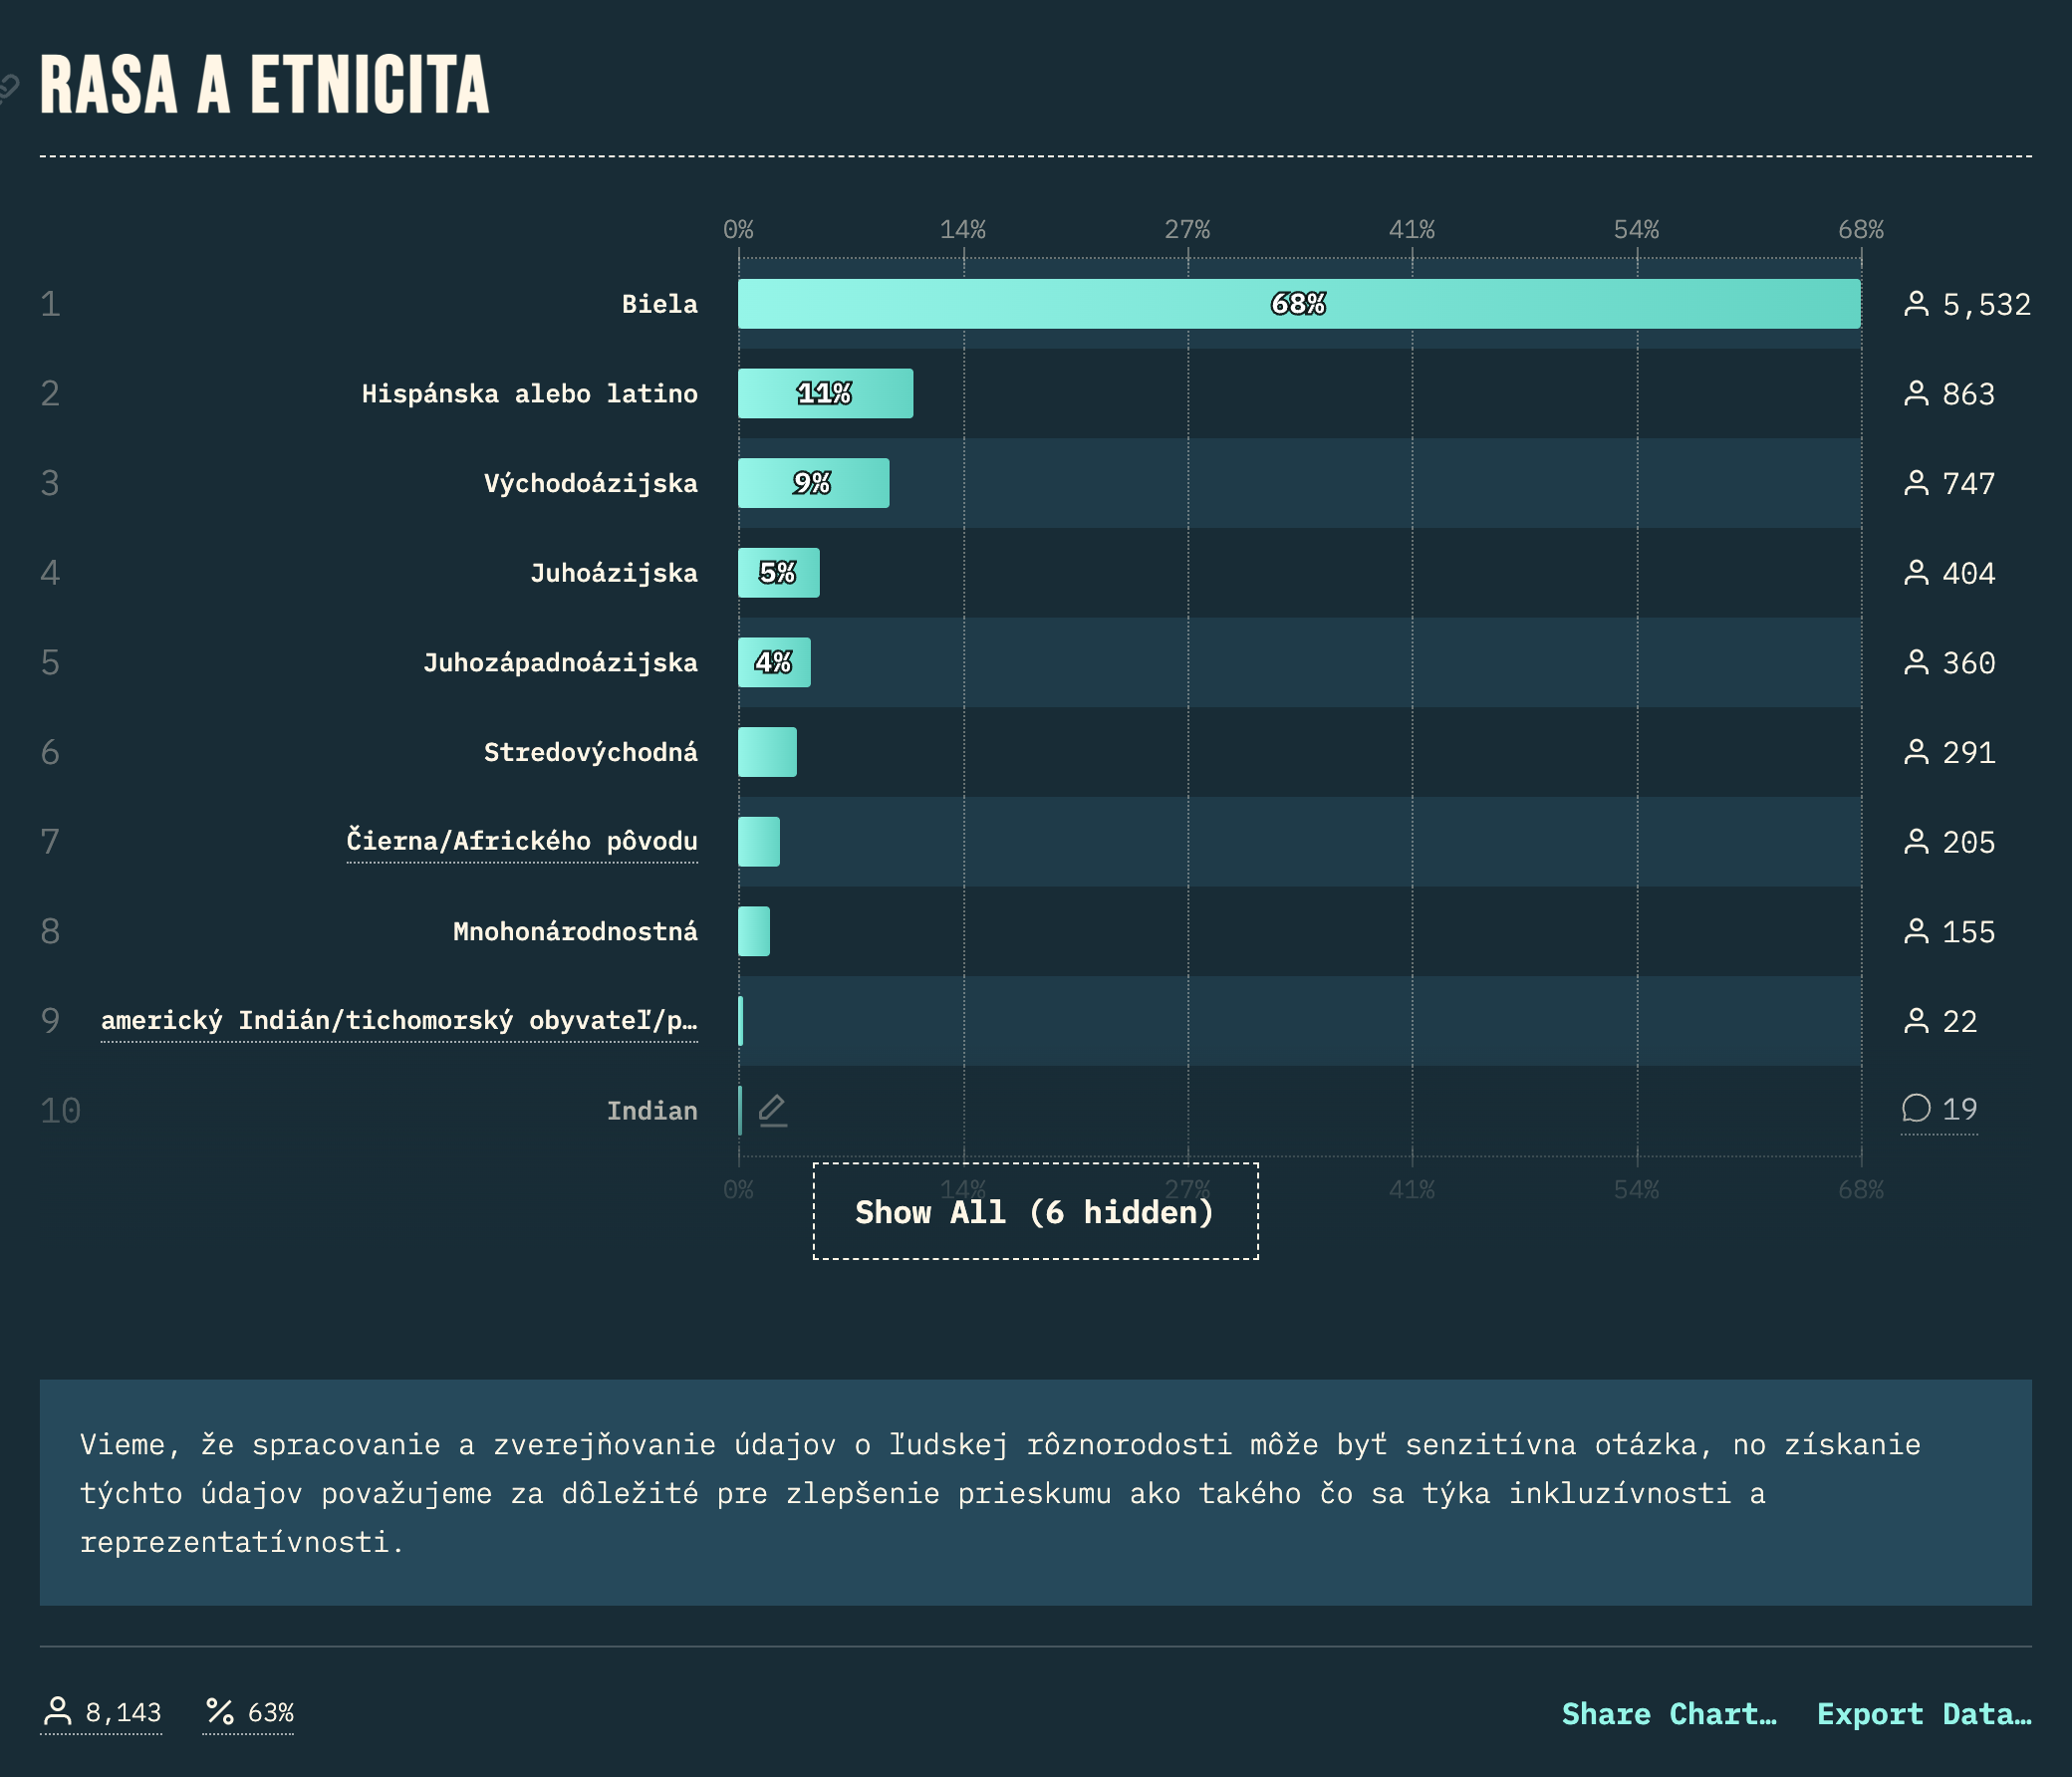 RASA A ETNICITA
0% 14% 27% 41% 54% 68%
1 Biela 68% 5,532
2 Hispánska alebo latino 11% 863
3 Východoázijska 9% 747
4 Juhoázijska 5% 404
5 Juhozápadnoázijska 4% 360
6 Stredovýchodná 291
7 Čierna/Afrického pôvodu 205
8 Mnohonárodnostná 155
9 americký Indián/tichomorský obyvateľ/p… 22
10 Indian 19
0% 14% 27% 41% 54% 68%
Show All (6 hidden)
Vieme, že spracovanie a zverejňovanie údajov o ľudskej rôznorodosti môže byť senzitívna otázka, no získanie
týchto údajov považujeme za dôležité pre zlepšenie prieskumu ako takého čo sa týka inkluzívnosti a
reprezentatívnosti.
8,143 63% Share Chart… Export Data…